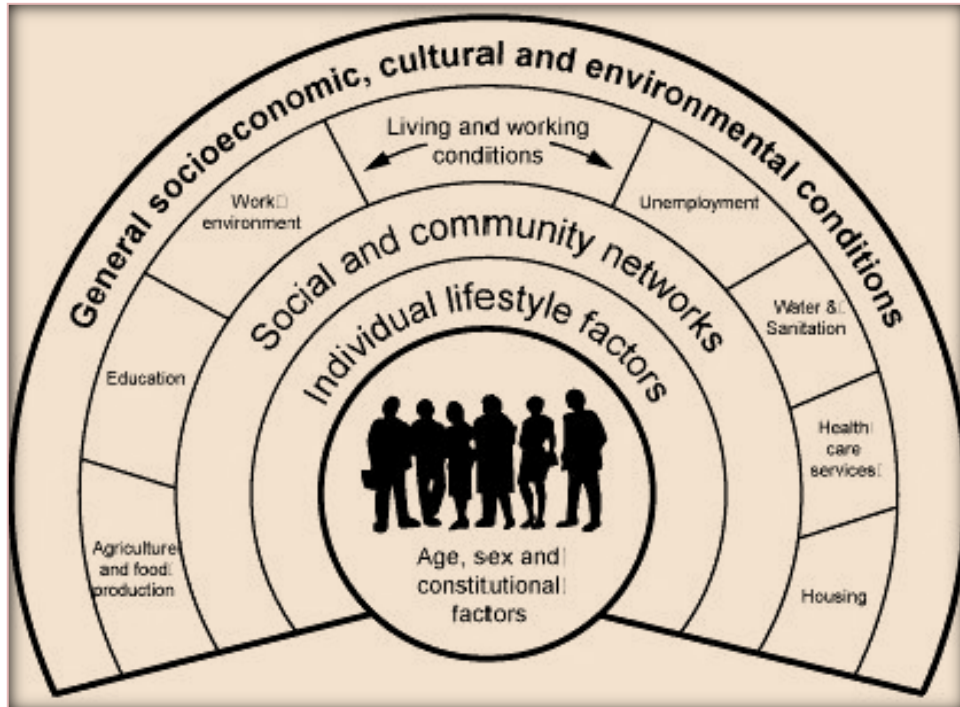 General socioeconomic, cultural and environmental conditions
Living and working
conditions
Work
environment
Unemployment
Education
Water &
Sanitation
Agriculture
and food
production
Health
care
services
Housing
Social and community networks
Individual lifestyle factors
Age, sex and
constitutional
factors